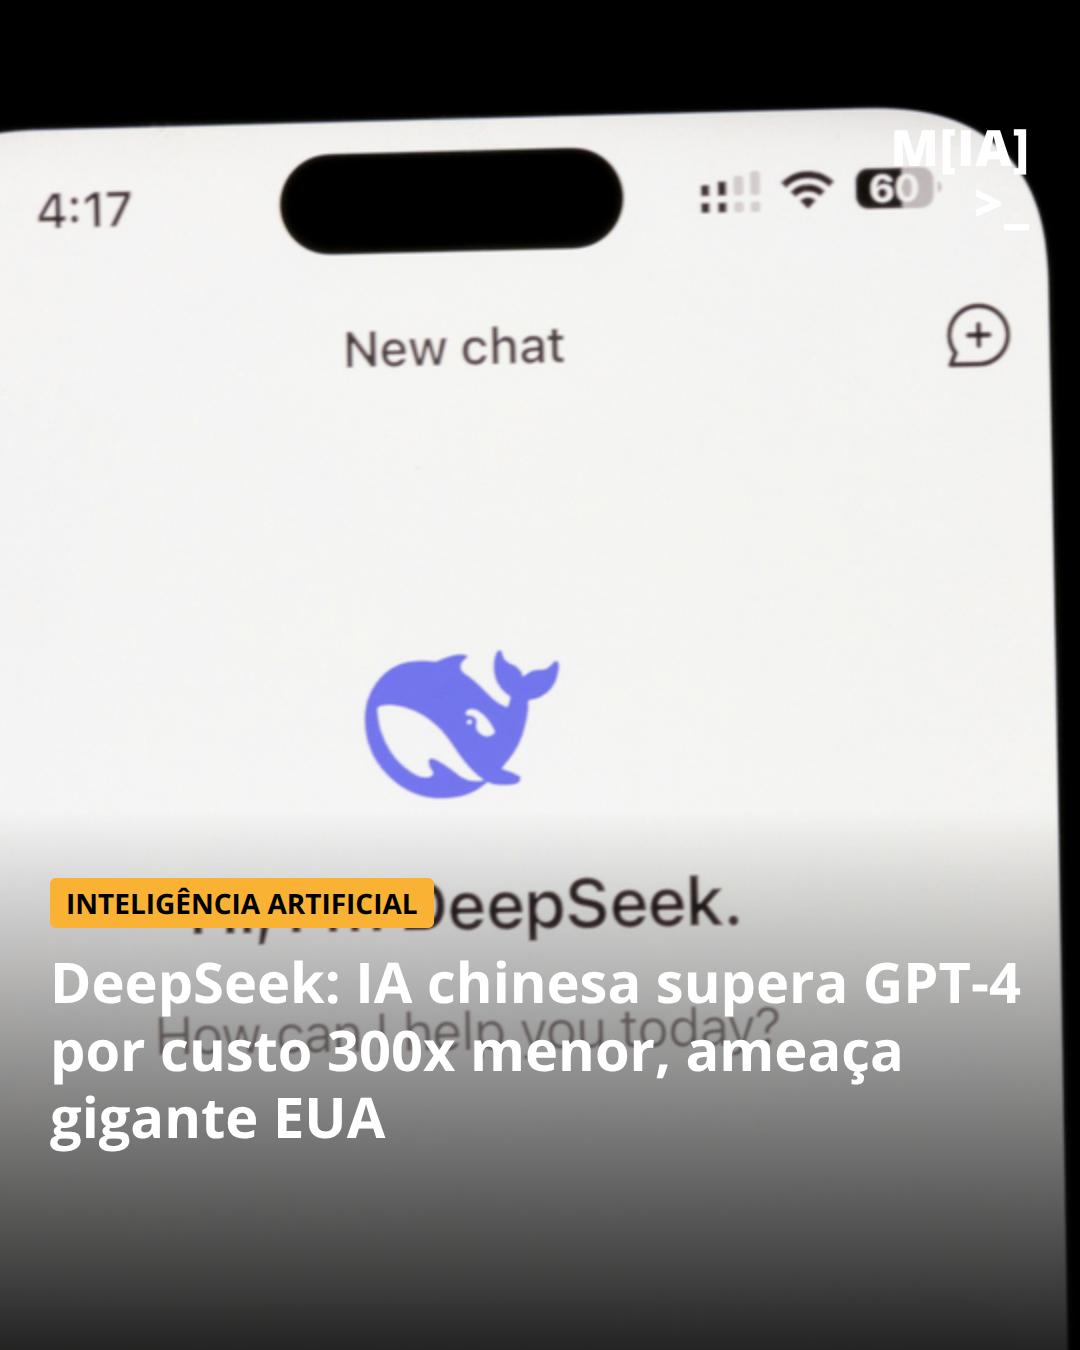 4:17
60
M[IA]
>_
New chat
DeepSeek.
INTELIGÊNCIA ARTIFICIAL
How can I help you today?
DeepSeek: IA chinesa supera GPT-4
por custo 300x menor, ameaça
gigante EUA